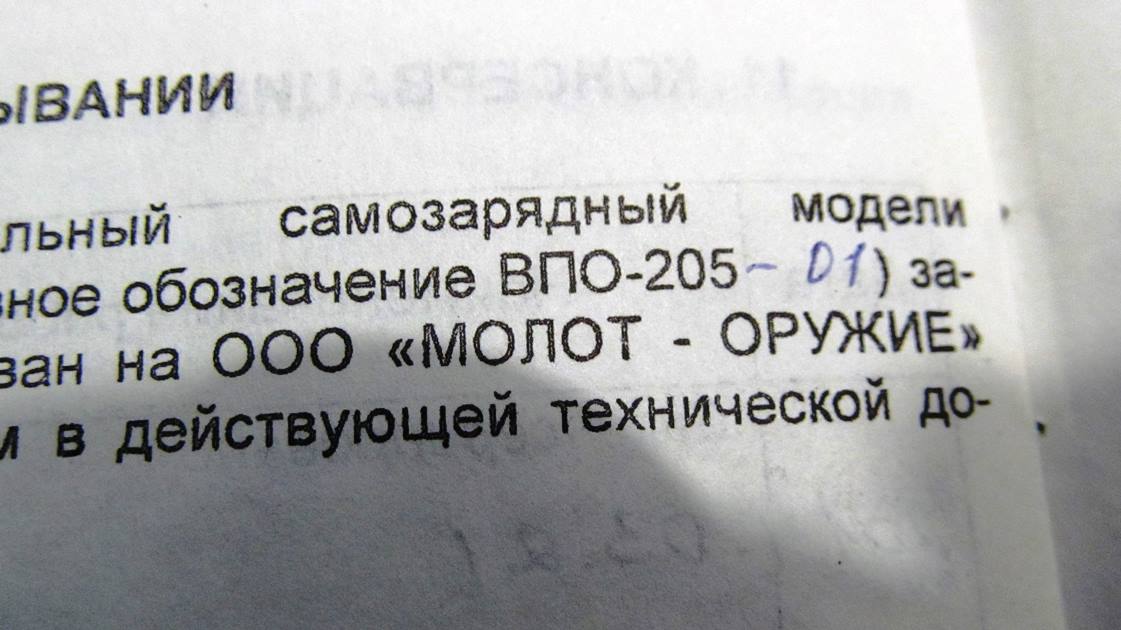 ЫВАНИИ
льный самозарядный модели
ное обозначение ВПО-205 - 01) за-
ван на ООО «МОЛОТ - ОРУЖИЕ»
в действующей технической до-